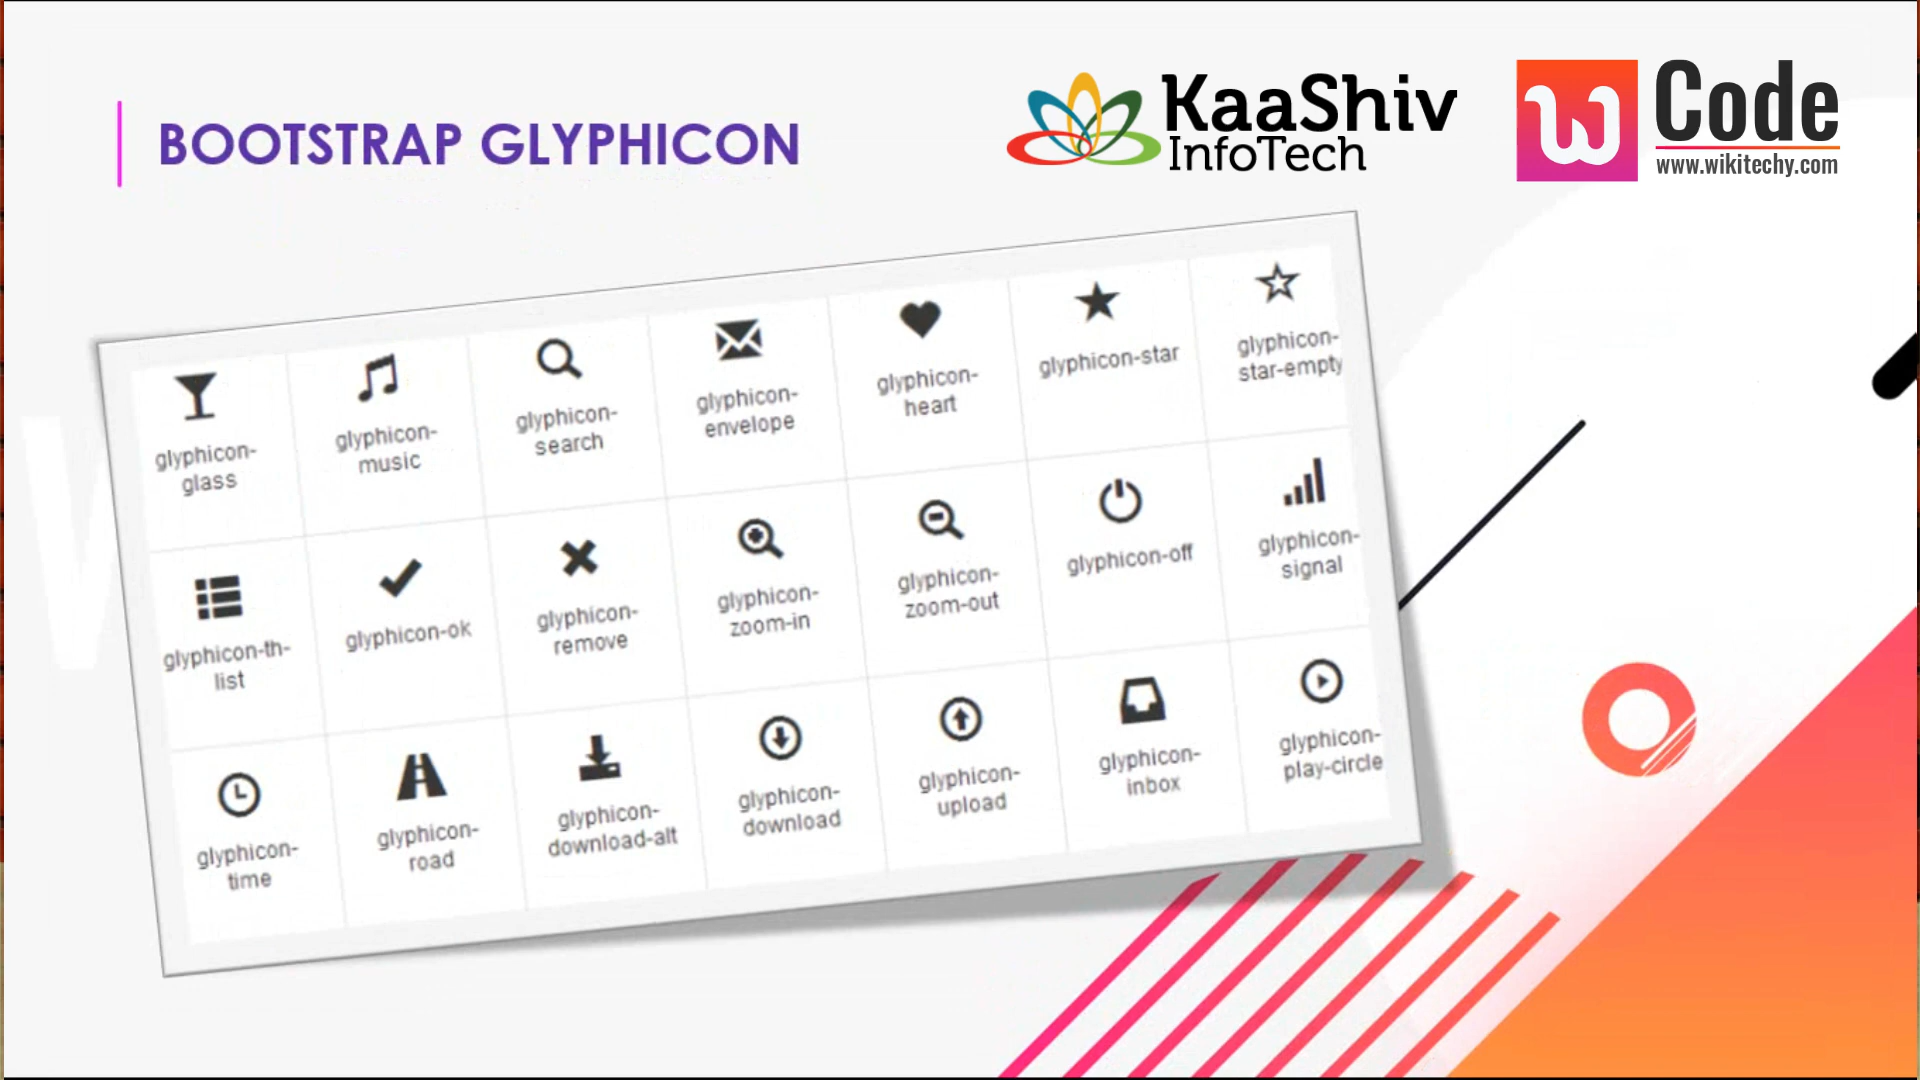 BOOTSTRAP GLYPHICON
KaaShiv
InfoTech
W
Code
www.wikitechy.com
glyphicon-
glass
glyphicon-
music
glyphicon-
search
glyphicon-
envelope
glyphicon-
heart
glyphicon-star
glyphicon-
star-empty
glyphicon-th-
list
glyphicon-ok
glyphicon-
remove
glyphicon-
zoom-in
glyphicon-
zoom-out
glyphicon-off
glyphicon-
signal
glyphicon-
time
glyphicon-
road
glyphicon-
download-alt
glyphicon-
download
glyphicon-
upload
glyphicon-
inbox
glyphicon-
play-circle